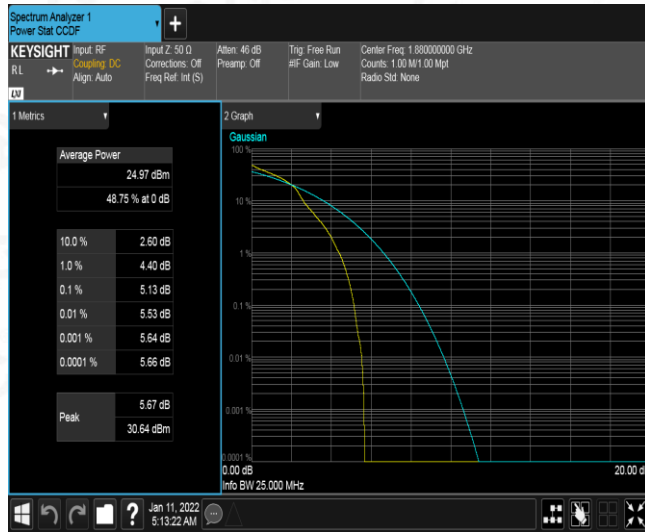 Spectrum Analyzer 1
Power Stat CCDF
+
KEYSIGHT
RL
Input: RF
Coupling: DC
Align: Auto
Input Z: 50 Ω
Corrections: Off
Freq Ref: Int (S)
Atten: 46 dB
Preamp: Off
Trig: Free Run
#IF Gain: Low
Center Freq: 1.880000000 GHz
Counts: 1.00 M/1.00 Mpt
Radio Std: None
1 Metrics
Average Power
24.97 dBm
48.75 % at 0 dB
10.0 % 2.60 dB
1.0 % 4.40 dB
0.1 % 5.13 dB
0.01 % 5.53 dB
0.001 % 5.64 dB
0.0001 % 5.66 dB
Peak
5.67 dB
30.64 dBm
2 Graph
Gaussian
100 %
10 %
1 %
0.1 %
0.01 %
0.001 %
0.0001 %
0.00 dB
20.00 d
Info BW 25.000 MHz
?
Jan 11, 2022
5:13:22 AM